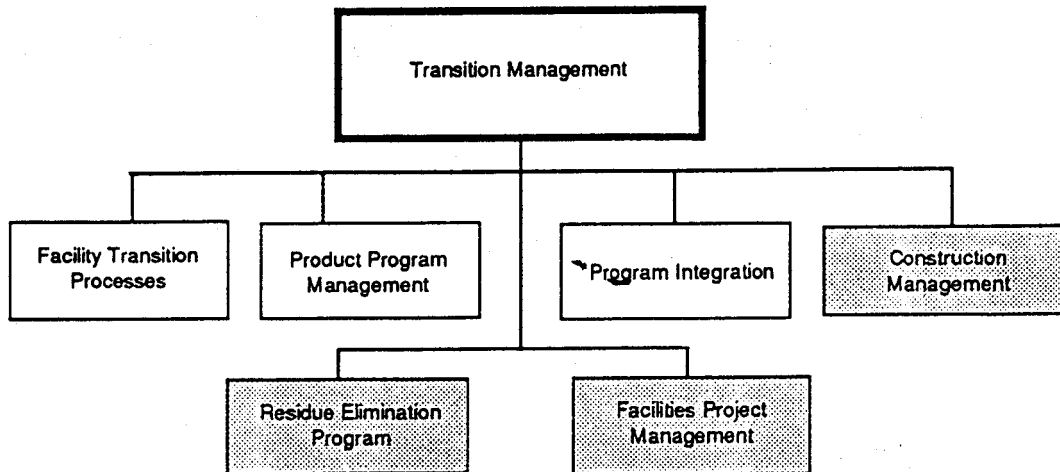 Transition Management
Facility Transition
Processes
Product Program
Management
Program Integration
Construction
Management
Residue Elimination
Program
Facilities Project
Management